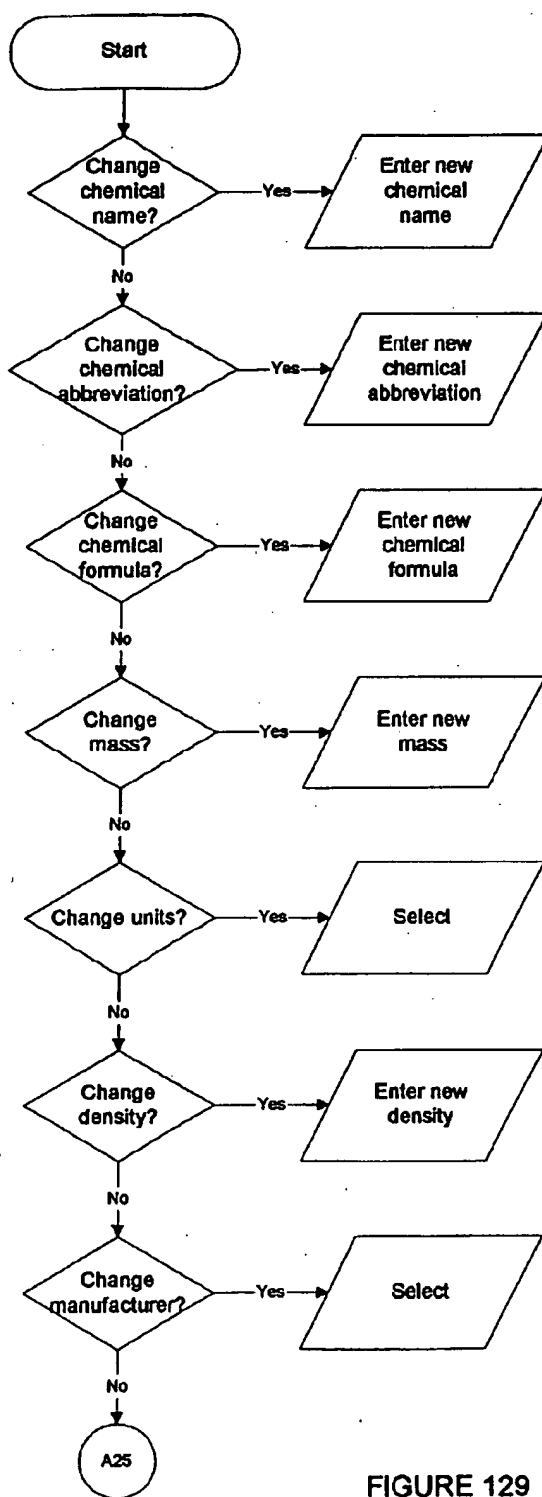 Start
Change
chemical
name?
Yes
Enter new
chemical
name
No
Change
chemical
abbreviation?
Yes
Enter new
chemical
abbreviation
No
Change
chemical
formula?
Yes
Enter new
chemical
formula
No
Change
mass?
Yes
Enter new
mass
No
Change units?
Yes
Select
No
Change
density?
Yes
Enter new
density
No
Change
manufacturer?
Yes
Select
No
A25
FIGURE 129